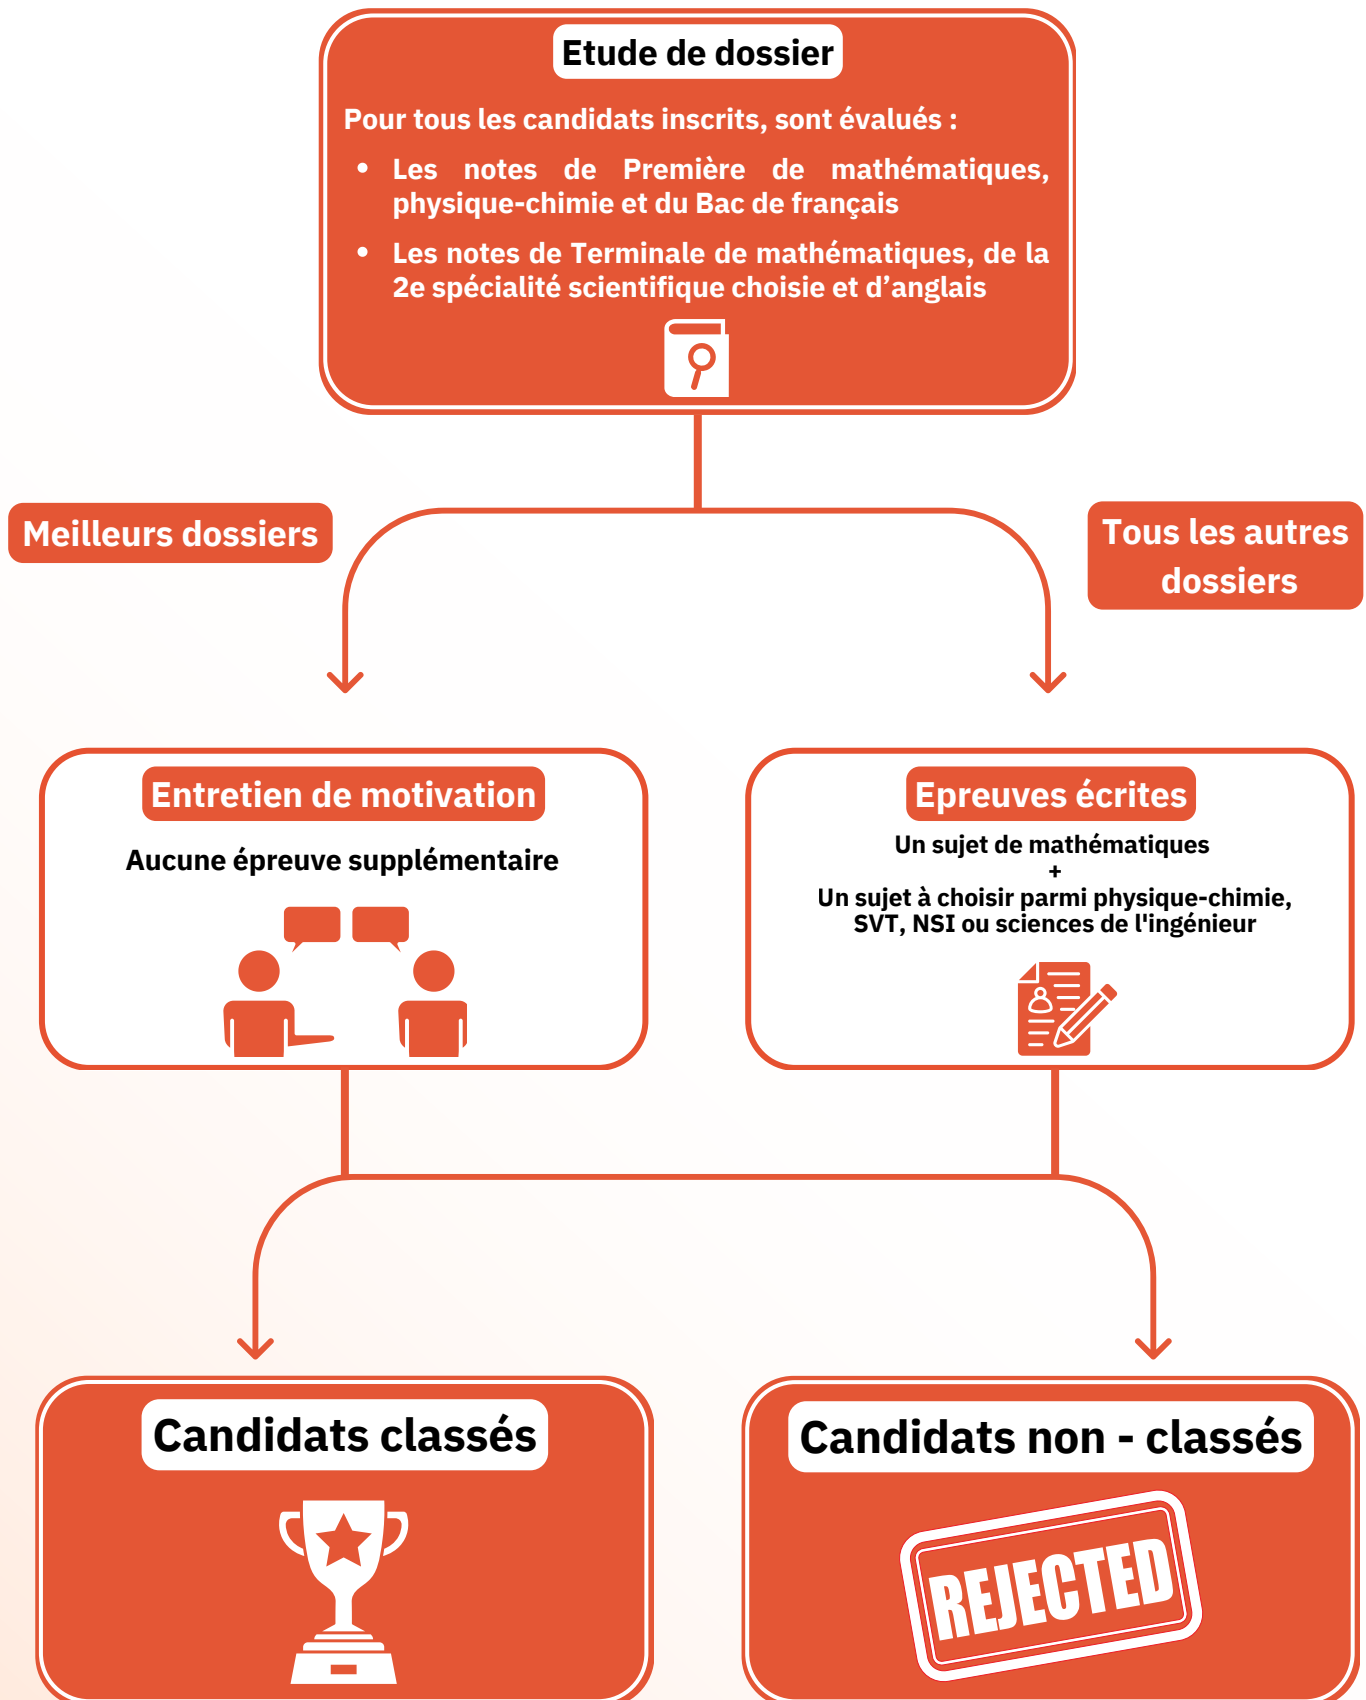 Etude de dossier
Pour tous les candidats inscrits, sont évalués :
• Les notes de Première de mathématiques,
physique-chimie et du Bac de français
• Les notes de Terminale de mathématiques, de la
2e spécialité scientifique choisie et d’anglais
Meilleurs dossiers
Tous les autres
dossiers
Entretien de motivation
Aucune épreuve supplémentaire
Epreuves écrites
Un sujet de mathématiques
+
Un sujet à choisir parmi physique-chimie,
SVT, NSI ou sciences de l'ingénieur
Candidats classés
Candidats non - classés
REJECTED